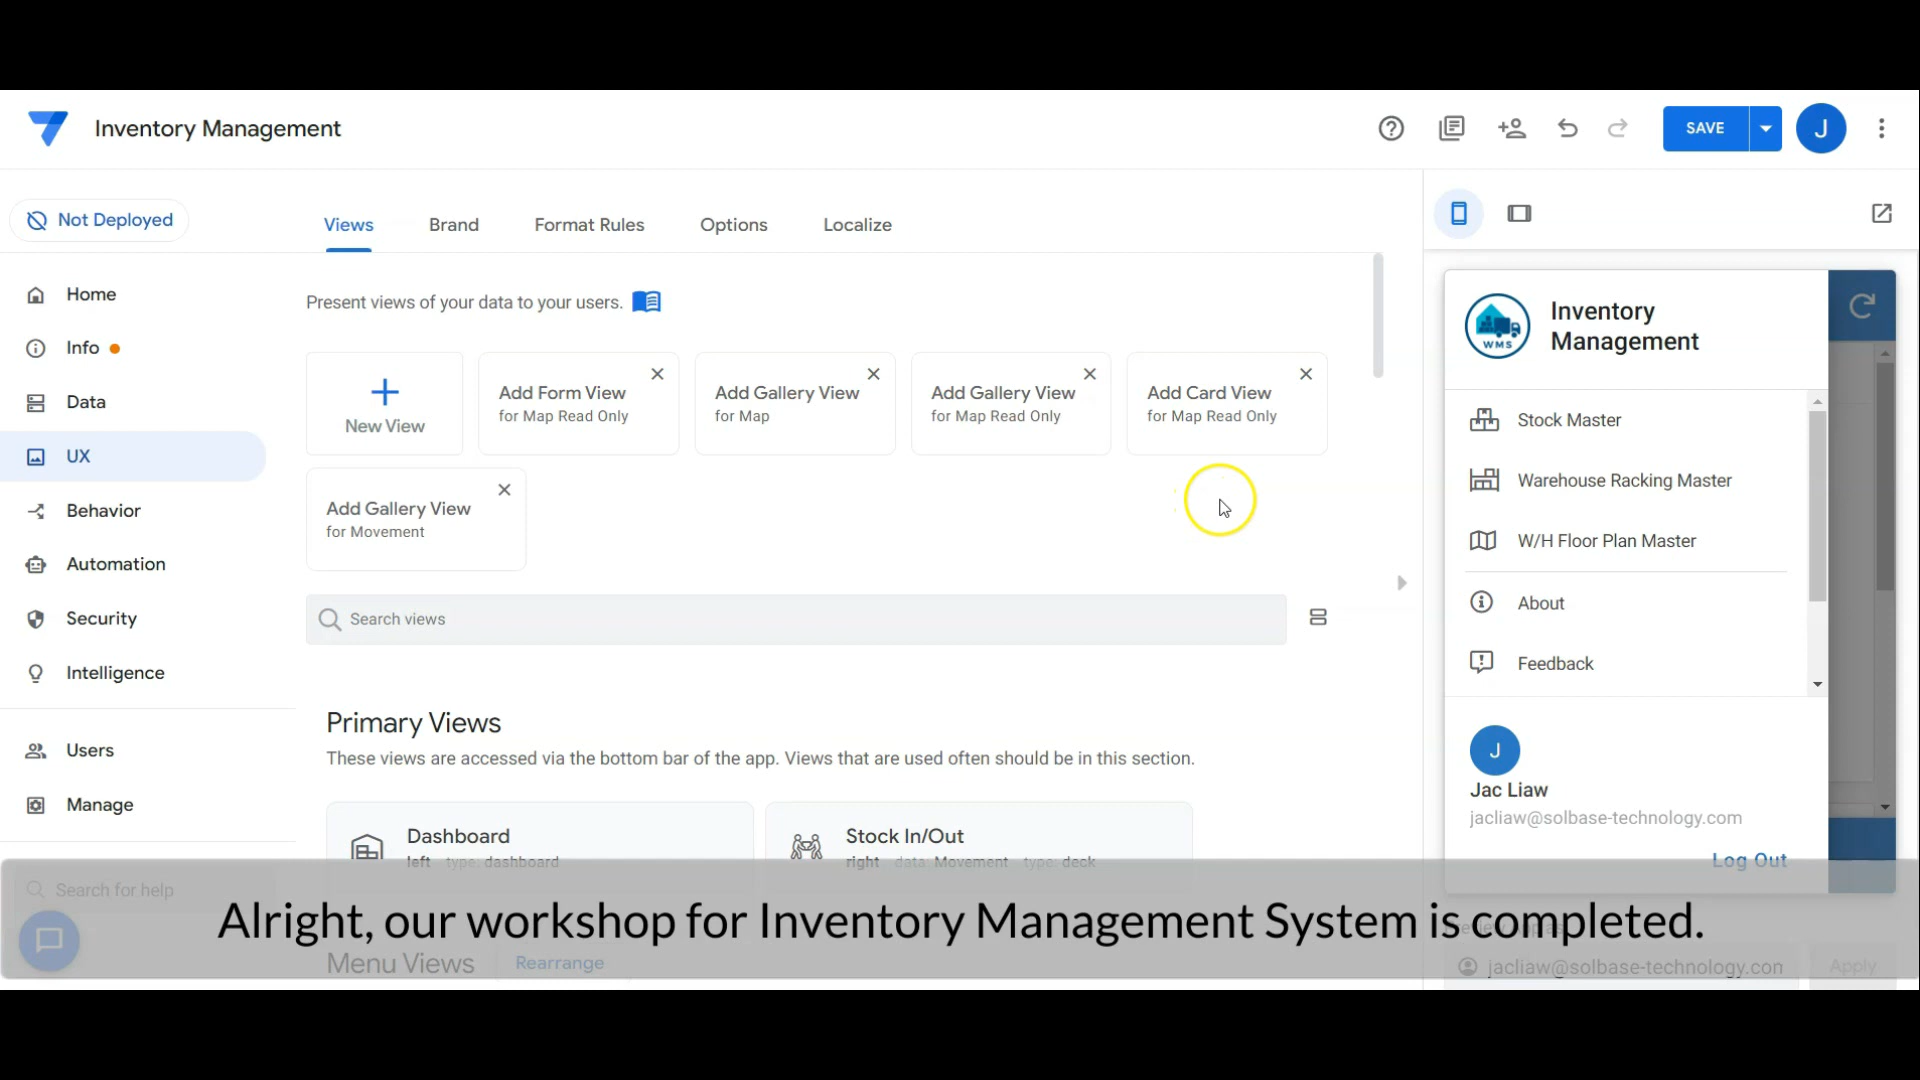 Inventory Management
SAVE
J
Not Deployed
Views
Brand
Format Rules
Options
Localize
Home
Info
Data
UX
Behavior
Automation
Security
Intelligence
Users
Manage
Search for help
Present views of your data to your users.
New View
Add Form View
for Map Read Only
Add Gallery View
for Map
Add Gallery View
for Map Read Only
Add Card View
for Map Read Only
Add Gallery View
for Movement
Search views
Primary Views
These views are accessed via the bottom bar of the app. Views that are used often should be in this section.
Dashboard
left type: dashboard
Stock In/Out
right data: Movement type: deck
Menu Views
Rearrange
WMS
Inventory
Management
Stock Master
Warehouse Racking Master
W/H Floor Plan Master
About
Feedback
J
Jac Liaw
jacliaw@solbase-technology.com
Log Out
jacliaw@solbase-technology.con
Apply
Alright, our workshop for Inventory Management System is completed.